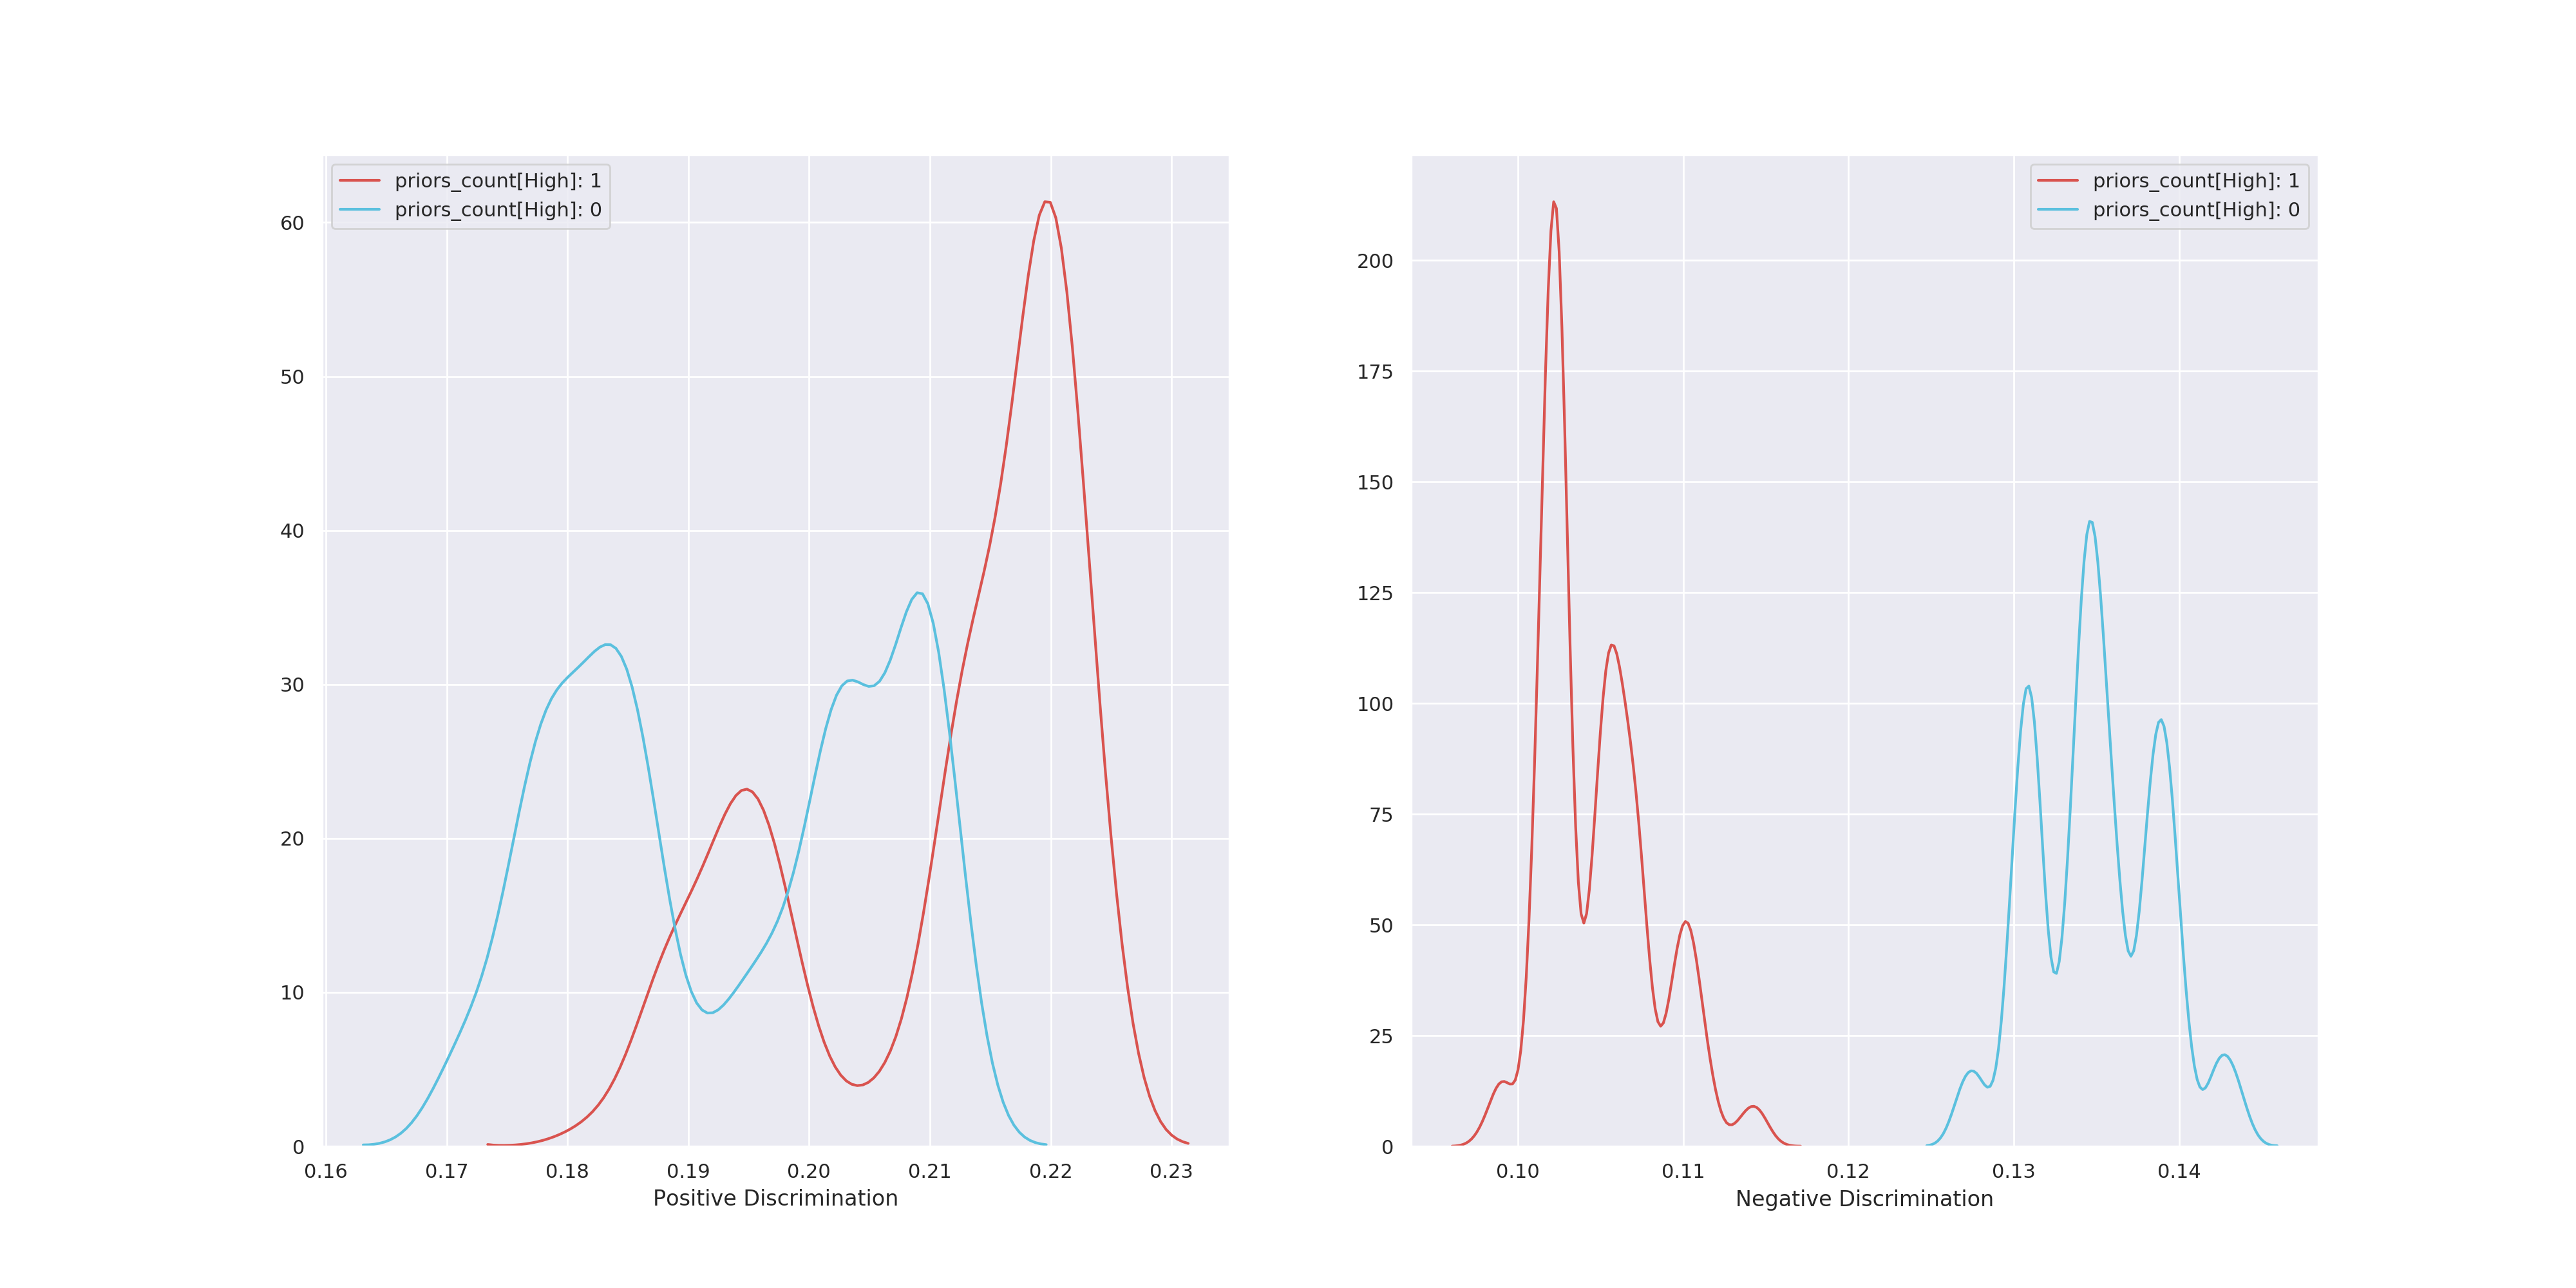 priors_count[High]: 1
priors_count[High]: 0
60
50
40
30
20
10
0
0.16 0.17 0.18 0.19 0.20 0.21 0.22 0.23
Positive Discrimination
priors_count[High]: 1
priors_count[High]: 0
200
175
150
125
100
75
50
25
0
0.10 0.11 0.12 0.13 0.14
Negative Discrimination